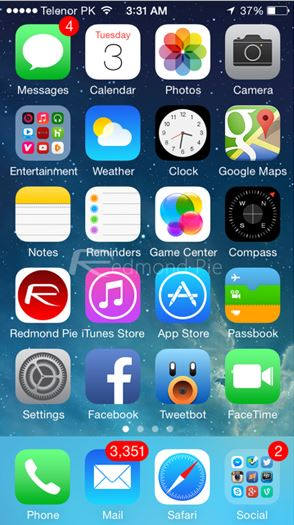 Telenor PK 3:31 AM 37%
4
Tuesday
3
Messages Calendar Photos Camera
Entertainment Weather Clock Google Maps
Notes Reminders Game Center Compass
Redmond Pie
Redmond Pie iTunes Store App Store Passbook
Settings Facebook Tweetbot FaceTime
3,351 2
Phone Mail Safari Social